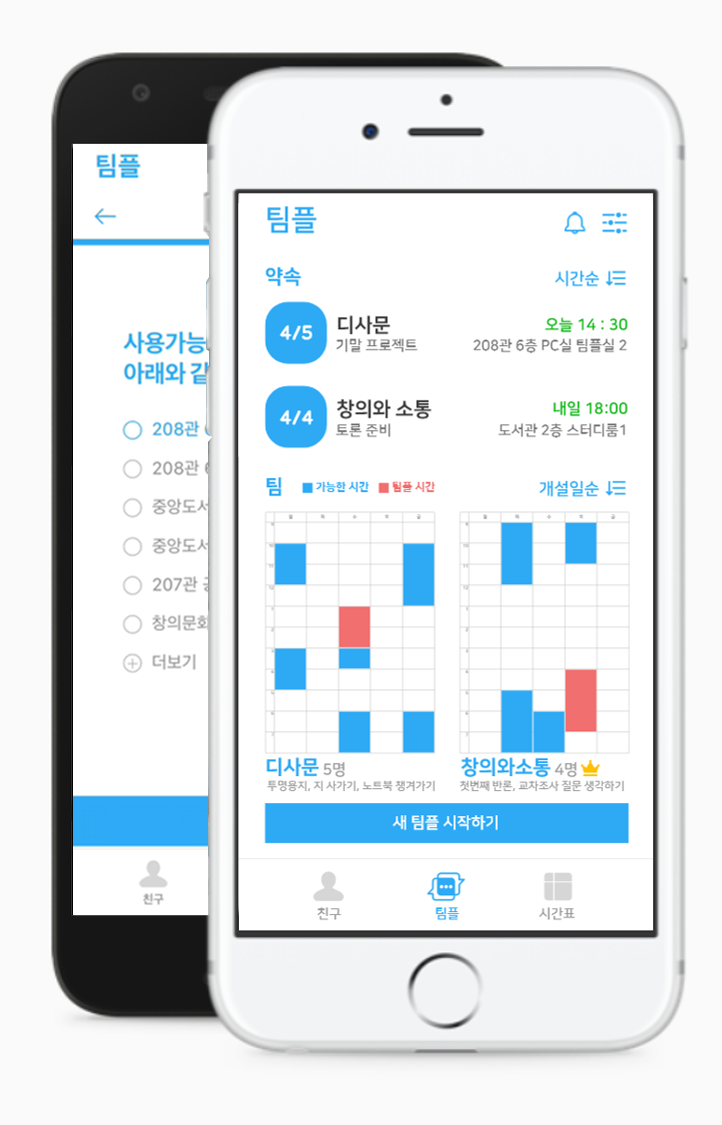 팀플
사용가능
아래와 같
208관
208관
중앙도서
중앙도서
207관
창의문화
더보기
친구
팀플
약속
시간순
4/5
디사문
기말 프로젝트
오늘 14 : 30
208관 6층 PC실 팀플실 2
4/4
창의와 소통
토론 준비
내일 18:00
도서관 2층 스터디룸1
팀
가능한 시간
팀플 시간
개설일순
디사문 5명
투명용지, 지 사가기, 노트북 챙겨가기
창의와소통 4명
첫번째 반론, 교자조사 질문 생각하기
새 팀플 시작하기
친구
팀플
시간표